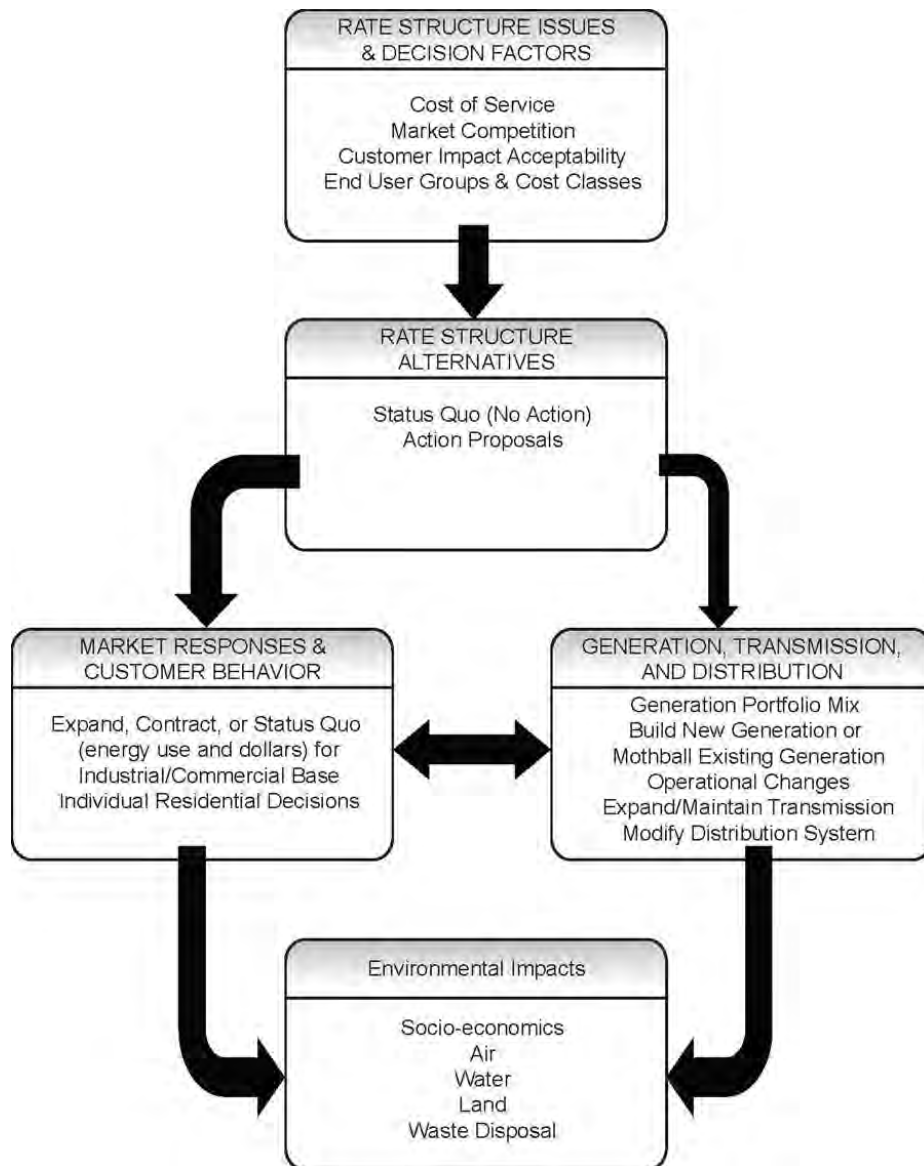 RATE STRUCTURE ISSUES
& DECISION FACTORS
Cost of Service
Market Competition
Customer Impact Acceptability
End User Groups & Cost Classes
RATE STRUCTURE
ALTERNATIVES
Status Quo (No Action)
Action Proposals
MARKET RESPONSES &
CUSTOMER BEHAVIOR
Expand, Contract, or Status Quo
(energy use and dollars) for
Industrial/Commercial Base
Individual Residential Decisions
GENERATION, TRANSMISSION,
AND DISTRIBUTION
Generation Portfolio Mix
Build New Generation or
Mothball Existing Generation
Operational Changes
Expand/Maintain Transmission
Modify Distribution System
Environmental Impacts
Socio-economics
Air
Water
Land
Waste Disposal